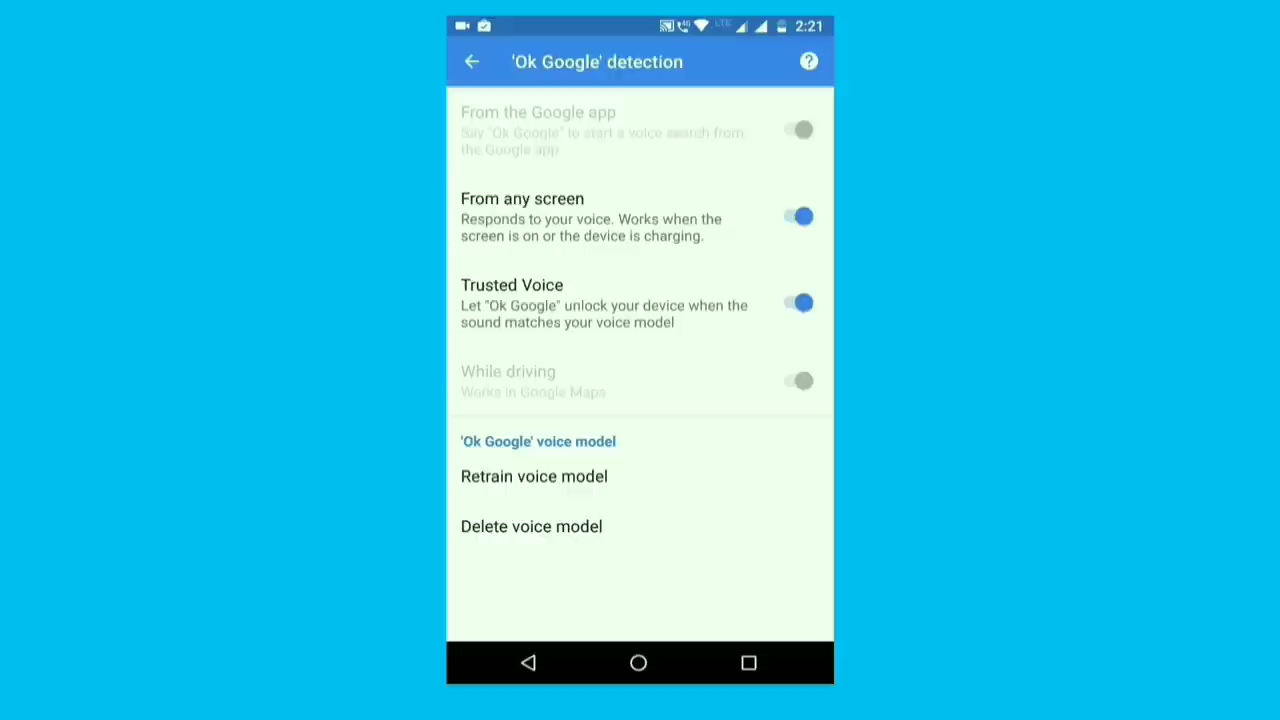 4G LTE 2:21
'Ok Google' detection
From the Google app
Say "Ok Google" to start a voice search from
the Google app
From any screen
Responds to your voice. Works when the
screen is on or the device is charging.
Trusted Voice
Let "Ok Google" unlock your device when the
sound matches your voice model
While driving
Works in Google Maps
'Ok Google' voice model
Retrain voice model
Delete voice model